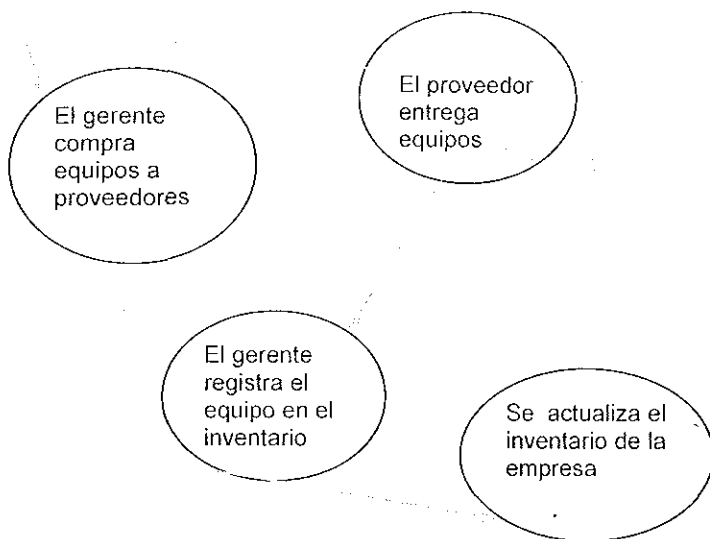 El gerente
compra
equipos a
proveedores
El proveedor
entrega
equipos
El gerente
registra el
equipo en el
inventario
Se actualiza el
inventario de la
empresa